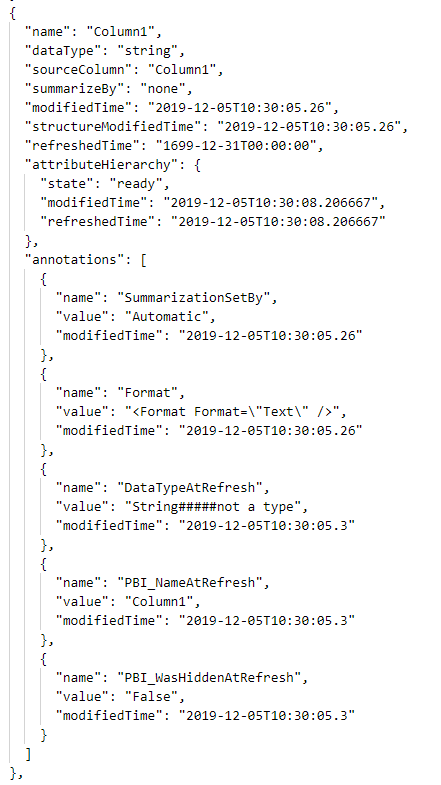 {
"name": "Column1",
"dataType": "string",
"sourceColumn": "Column1",
"summarizeBy": "none",
"modifiedTime": "2019-12-05T10:30:05.26",
"structureModifiedTime": "2019-12-05T10:30:05.26",
"refreshedTime": "1699-12-31T00:00:00",
"attributeHierarchy": {
"state": "ready",
"modifiedTime": "2019-12-05T10:30:08.206667",
"refreshedTime": "2019-12-05T10:30:08.206667"
},
"annotations": [
{
"name": "SummarizationSetBy",
"value": "Automatic",
"modifiedTime": "2019-12-05T10:30:05.26"
},
{
"name": "Format",
"value": "<Format Format=\"Text\" />",
"modifiedTime": "2019-12-05T10:30:05.26"
},
{
"name": "DataTypeAtRefresh",
"value": "String#####not a type",
"modifiedTime": "2019-12-05T10:30:05.3"
},
{
"name": "PBI_NameAtRefresh",
"value": "Column1",
"modifiedTime": "2019-12-05T10:30:05.3"
},
{
"name": "PBI_WasHiddenAtRefresh",
"value": "False",
"modifiedTime": "2019-12-05T10:30:05.3"
}
]
},